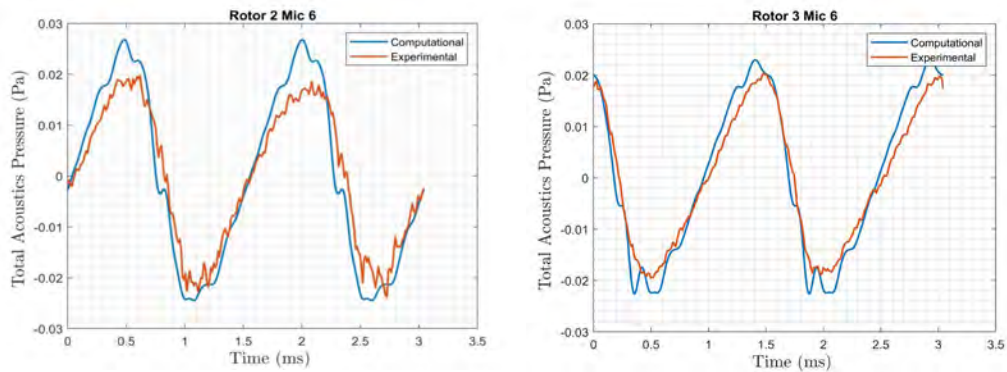 Rotor 2 Mic 6
0.03
0.02
0.01
0
-0.01
-0.02
-0.03
Total Acoustics Pressure (Pa)
Computational
Experimental
0 0.5 1 1.5 2 2.5 3 3.5
Time (ms)
Rotor 3 Mic 6
0.03
0.02
0.01
0
-0.01
-0.02
-0.03
Total Acoustics Pressure (Pa)
Computational
Experimental
0 0.5 1 1.5 2 2.5 3 3.5
Time (ms)